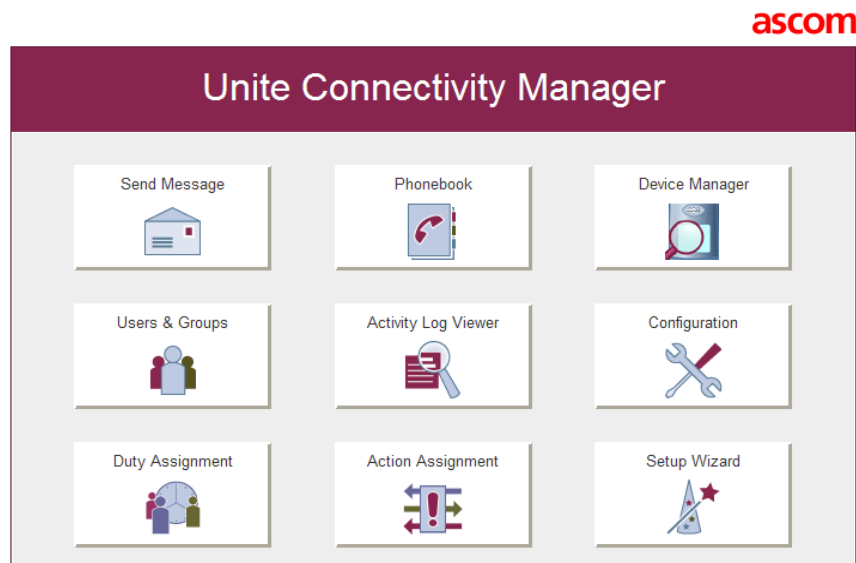 ascom
Unite Connectivity Manager
Send Message
Phonebook
Device Manager
Users & Groups
Activity Log Viewer
Configuration
Duty Assignment
Action Assignment
Setup Wizard